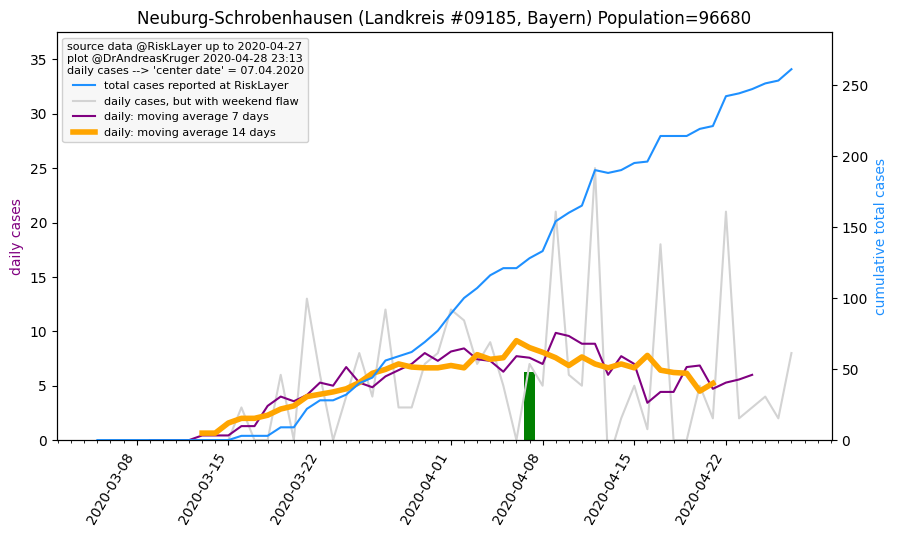 Neuburg-Schrobenhausen (Landkreis #09185, Bayern) Population=96680
source data @RiskLayer up to 2020-04-27
plot @DrAndreasKruger 2020-04-28 23:13
daily cases --> 'center date' = 07.04.2020
total cases reported at RiskLayer
daily cases, but with weekend flaw
daily: moving average 7 days
daily: moving average 14 days
daily cases
35
30
25
20
15
10
5
0
cumulative total cases
250
200
150
100
50
0
2020-03-08
2020-03-15
2020-03-22
2020-04-01
2020-04-08
2020-04-15
2020-04-22